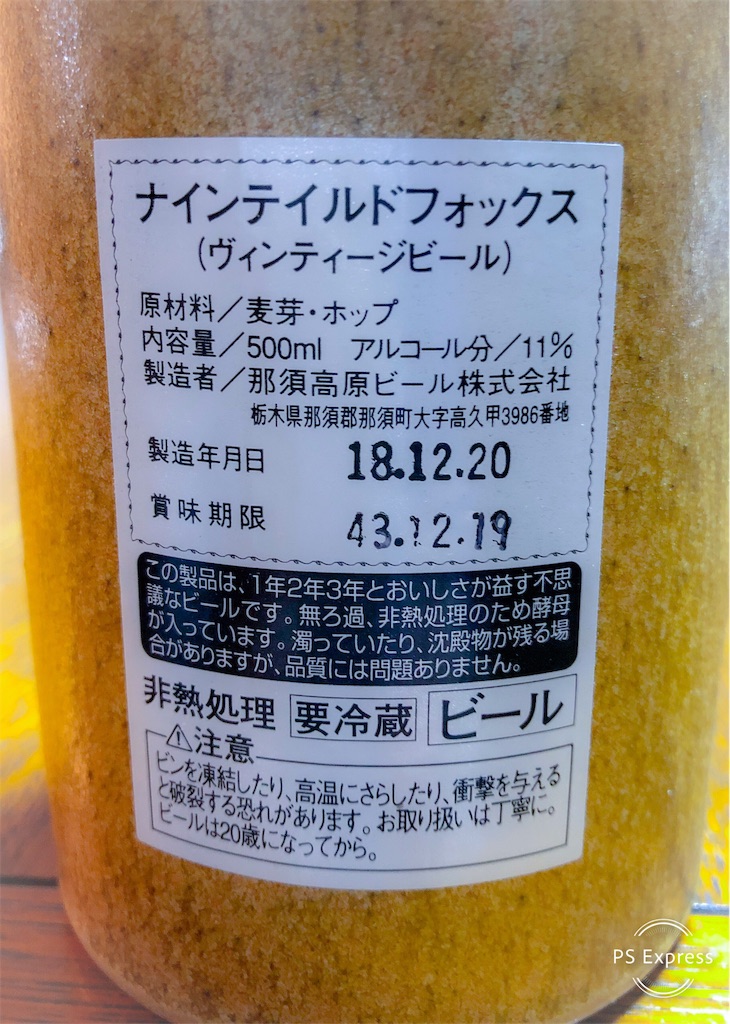 ナインテイルドフォックス
(ヴィンティージビール)
原材料/麦芽・ホップ
内容量/500ml アルコール分/11%
製造者/那須高原ビール株式会社
栃木県那須郡那須町大字高久甲3986番地
製造年月日 18.12.20
賞味期限 43.12.19
この製品は、1年2年3年とおいしさが益す不思
議なビールです。無ろ過、非熱処理のため酵母
が入っています。濁っていたり、沈殿物が残る場
合がありますが、品質には問題ありません。
非熱処理 要冷蔵 ビール
⚠注意
ビンを凍結したり、高温にさらしたり、衝撃を与える
と破裂する恐れがあります。お取り扱いは丁寧に。
ビールは20歳になってから。
PS Express